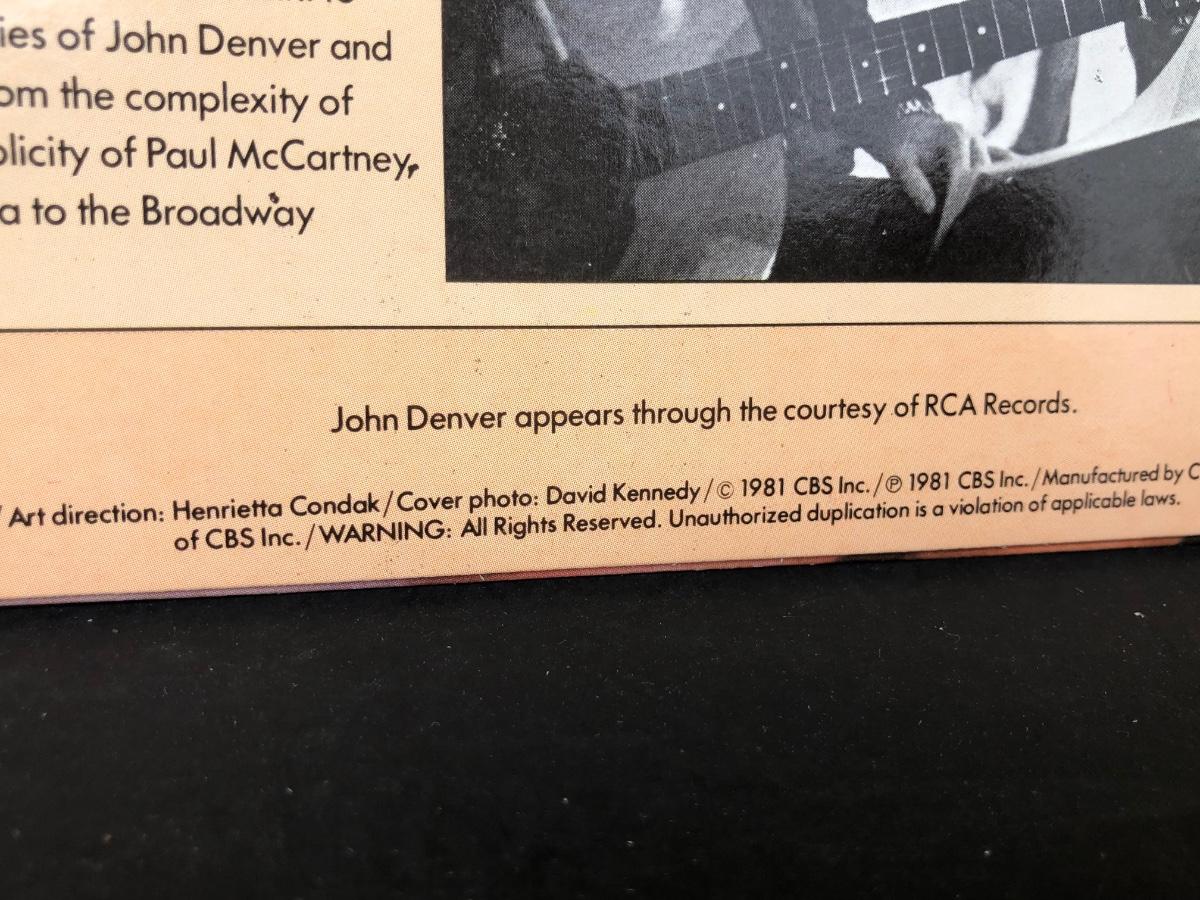 ies of John Denver and
om the complexity of
plicity of Paul McCartney,
a to the Broadway
John Denver appears through the courtesy of RCA Records.
/ Art direction: Henrietta Condak / Cover photo: David Kennedy / © 1981 CBS Inc. / ℗ 1981 CBS Inc. / Manufactured by C
of CBS Inc. / WARNING: All Rights Reserved. Unauthorized duplication is a violation of applicable laws.